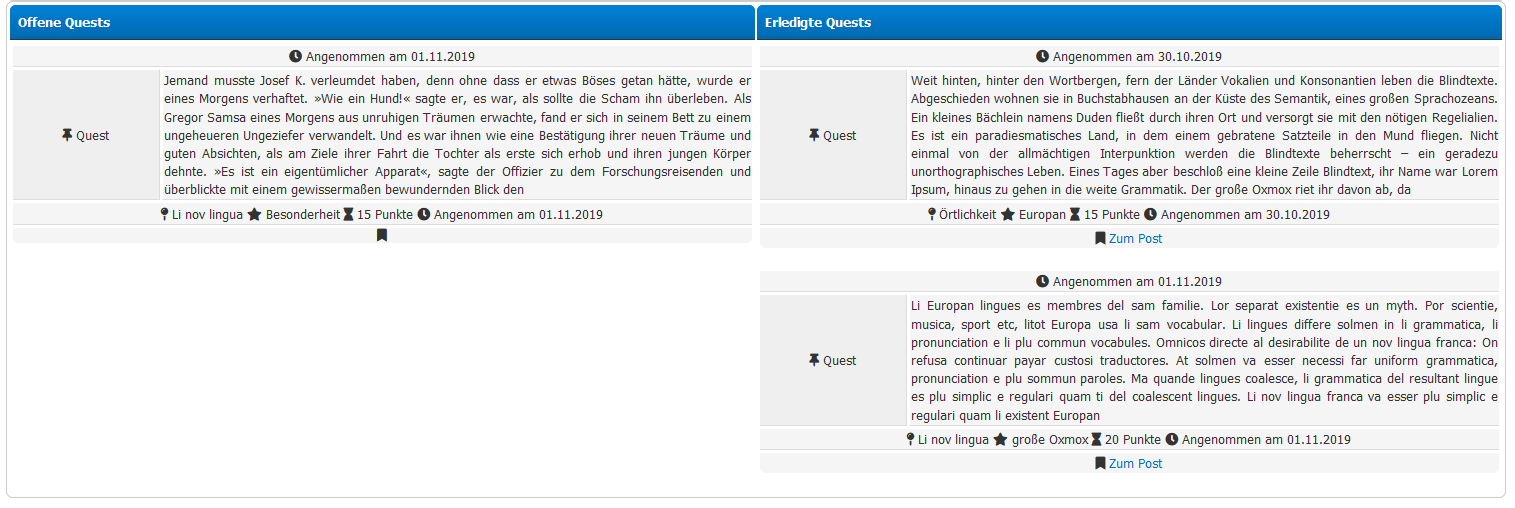 Offene Quests
Angenommen am 01.11.2019
Quest
Jemand musste Josef K. verleumdet haben, denn ohne dass er etwas Böses getan hätte, wurde er
eines Morgens verhaftet. »Wie ein Hund!« sagte er, es war, als sollte die Scham ihn überleben. Als
Gregor Samsa eines Morgens aus unruhigen Träumen erwachte, fand er sich in seinem Bett zu einem
ungeheueren Ungeziefer verwandelt. Und es war ihnen wie eine Bestätigung ihrer neuen Träume und
guten Absichten, als am Ziele ihrer Fahrt die Tochter als erste sich erhob und ihren jungen Körper
dehnte. »Es ist ein eigentümlicher Apparat«, sagte der Offizier zu dem Forschungsreisenden und
überblickte mit einem gewissermaßen bewundernden Blick den
Li nov lingua Besonderheit 15 Punkte Angenommen am 01.11.2019
Erledigte Quests
Angenommen am 30.10.2019
Quest
Weit hinten, hinter den Wortbergen, fern der Länder Vokalien und Konsonantien leben die Blindtexte.
Abgeschieden wohnen sie in Buchstabhausen an der Küste des Semantik, eines großen Sprachozeans.
Ein kleines Bächlein namens Duden fließt durch ihren Ort und versorgt sie mit den nötigen Regelialien.
Es ist ein paradiesmatisches Land, in dem einem gebratene Satzteile in den Mund fliegen. Nicht
einmal von der allmächtigen Interpunktion werden die Blindtexte beherrscht – ein geradezu
unorthographisches Leben. Eines Tages aber beschloß eine kleine Zeile Blindtext, ihr Name war Lorem
Ipsum, hinaus zu gehen in die weite Grammatik. Der große Oxmox riet ihr davon ab, da
Örtlichkeit Europan 15 Punkte Angenommen am 30.10.2019
Zum Post
Angenommen am 01.11.2019
Quest
Li Europan lingues es membres del sam familie. Lor separat existentie es un myth. Por scientie,
musica, sport etc, litot Europa usa li sam vocabular. Li lingues differe solmen in li grammatica, li
pronunciation e li plu commun vocabules. Omnicos directe al desirabilite de un nov lingua franca: On
refusa continuar payar custosi traductores. At solmen va esser necessi far uniform grammatica,
pronunciation e plu sommun paroles. Ma quande lingues coalesce, li grammatica del resultant lingue
es plu simplic e regulari quam ti del coalescent lingues. Li nov lingua franca va esser plu simplic e
regulari quam li existent Europan
Li nov lingua große Oxmox 20 Punkte Angenommen am 01.11.2019
Zum Post